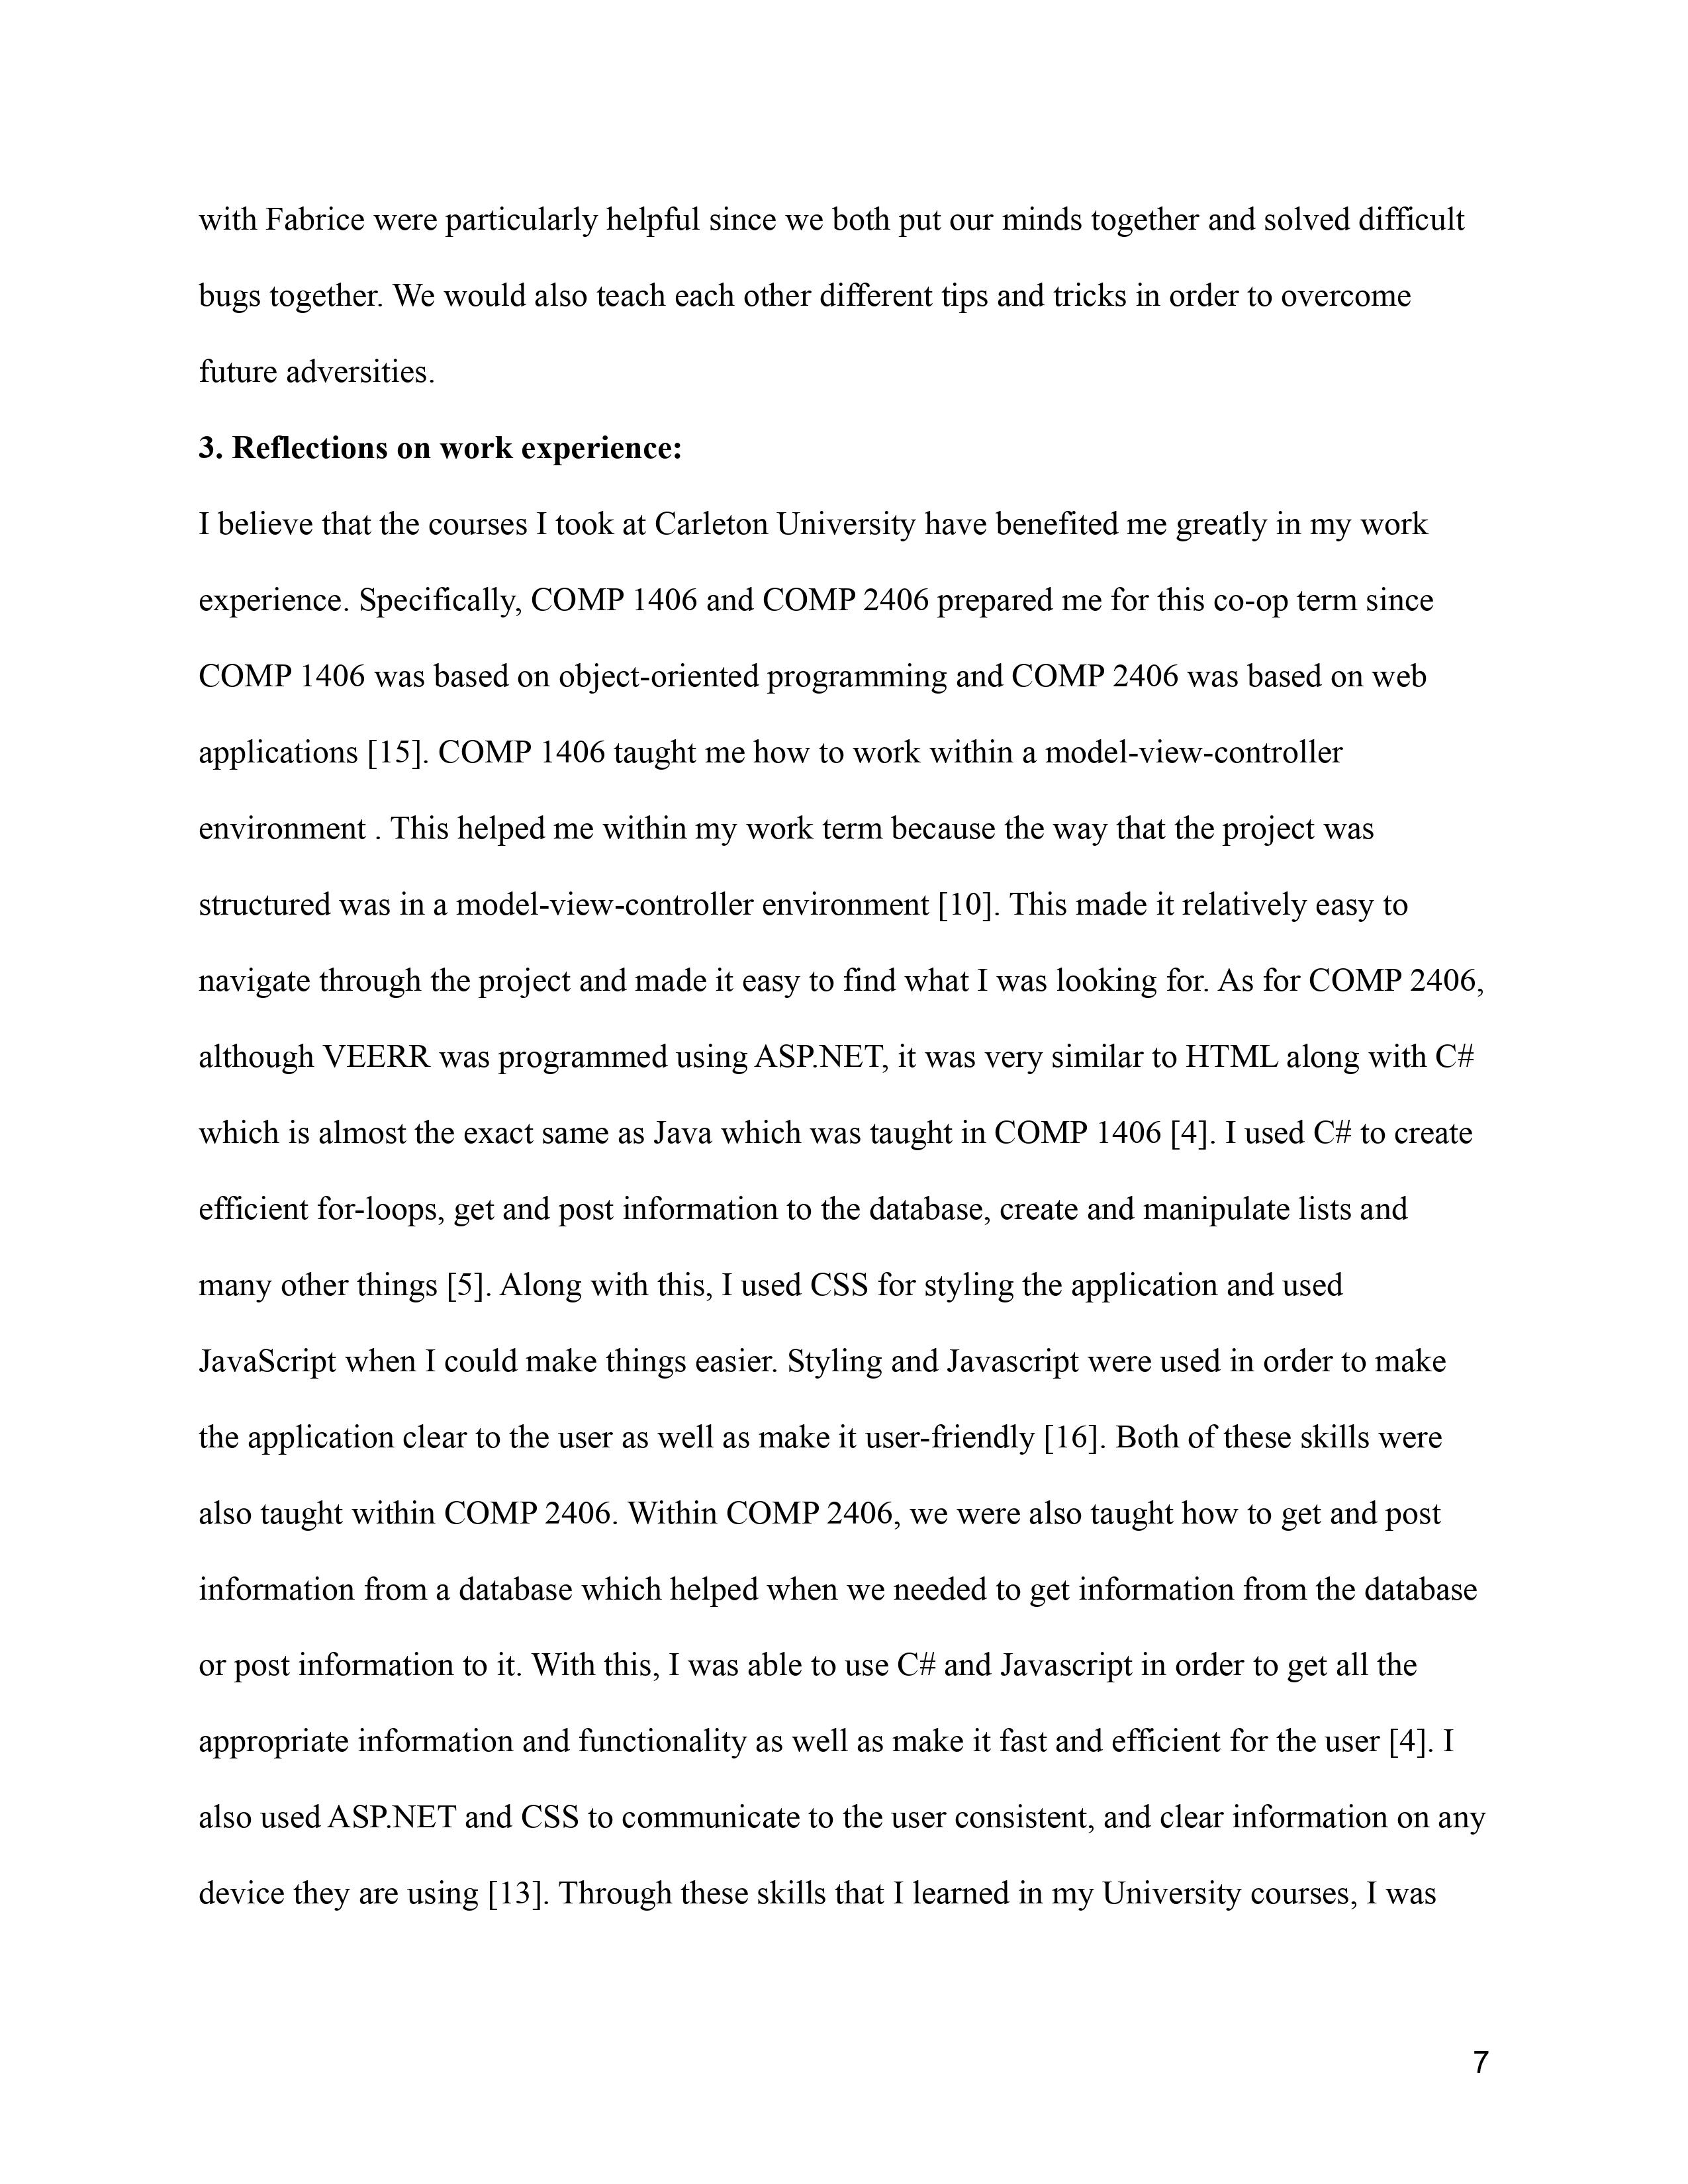 with Fabrice were particularly helpful since we both put our minds together and solved difficult
bugs together. We would also teach each other different tips and tricks in order to overcome
future adversities.
3. Reflections on work experience:
I believe that the courses I took at Carleton University have benefited me greatly in my work
experience. Specifically, COMP 1406 and COMP 2406 prepared me for this co-op term since
COMP 1406 was based on object-oriented programming and COMP 2406 was based on web
applications [15]. COMP 1406 taught me how to work within a model-view-controller
environment . This helped me within my work term because the way that the project was
structured was in a model-view-controller environment [10]. This made it relatively easy to
navigate through the project and made it easy to find what I was looking for. As for COMP 2406,
although VEERR was programmed using ASP.NET, it was very similar to HTML along with C#
which is almost the exact same as Java which was taught in COMP 1406 [4]. I used C# to create
efficient for-loops, get and post information to the database, create and manipulate lists and
many other things [5]. Along with this, I used CSS for styling the application and used
JavaScript when I could make things easier. Styling and Javascript were used in order to make
the application clear to the user as well as make it user-friendly [16]. Both of these skills were
also taught within COMP 2406. Within COMP 2406, we were also taught how to get and post
information from a database which helped when we needed to get information from the database
or post information to it. With this, I was able to use C# and Javascript in order to get all the
appropriate information and functionality as well as make it fast and efficient for the user [4]. I
also used ASP.NET and CSS to communicate to the user consistent, and clear information on any
device they are using [13]. Through these skills that I learned in my University courses, I was
7